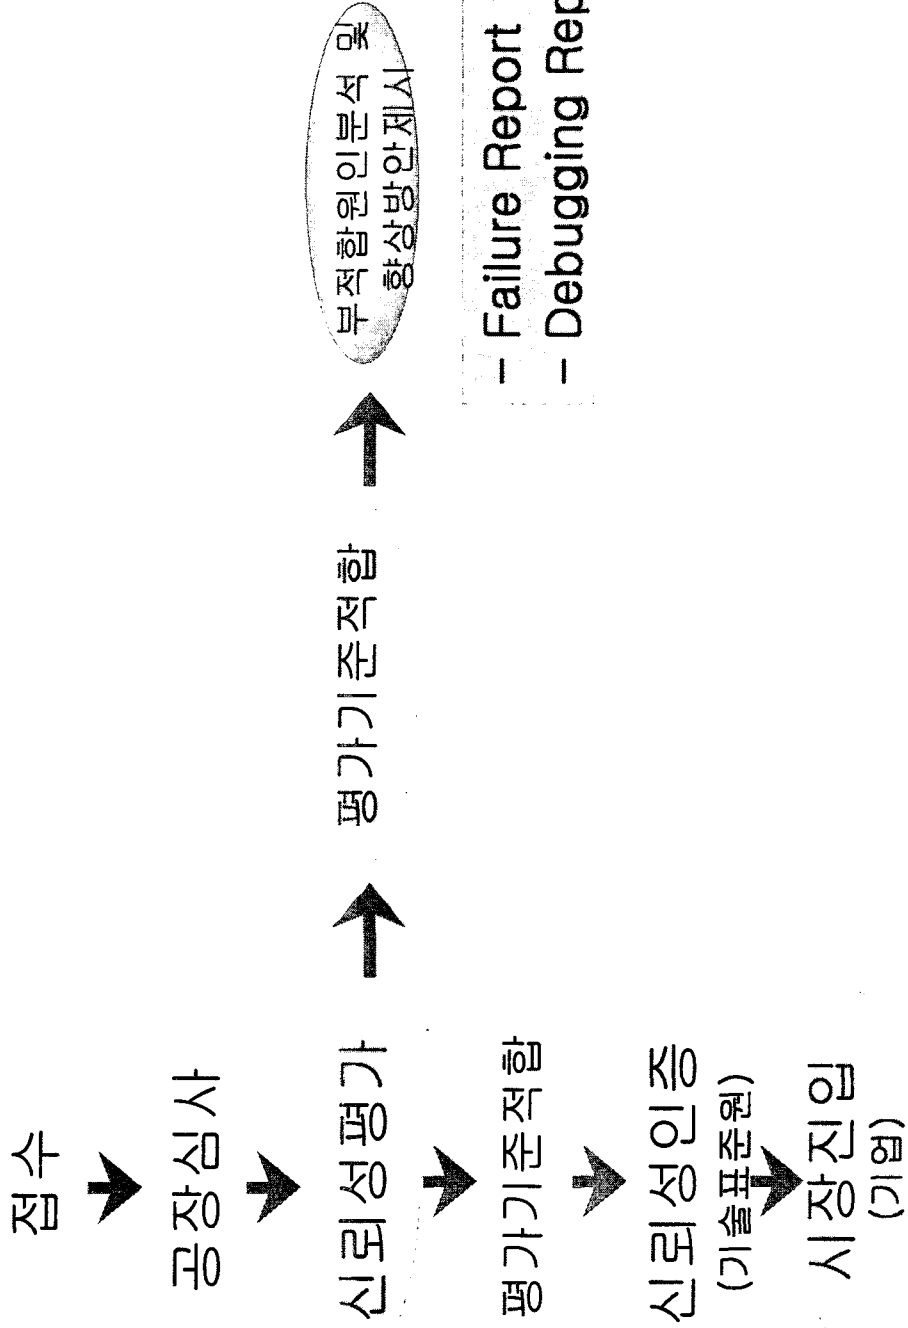 접수
공장심사
신뢰성평가
평가기준적합
신뢰성인증
(기술표준원)
시장진입
(기업)
평가기준적합
부적합원인분석 및
향상방안제시
- Failure Report
- Debugging Rep